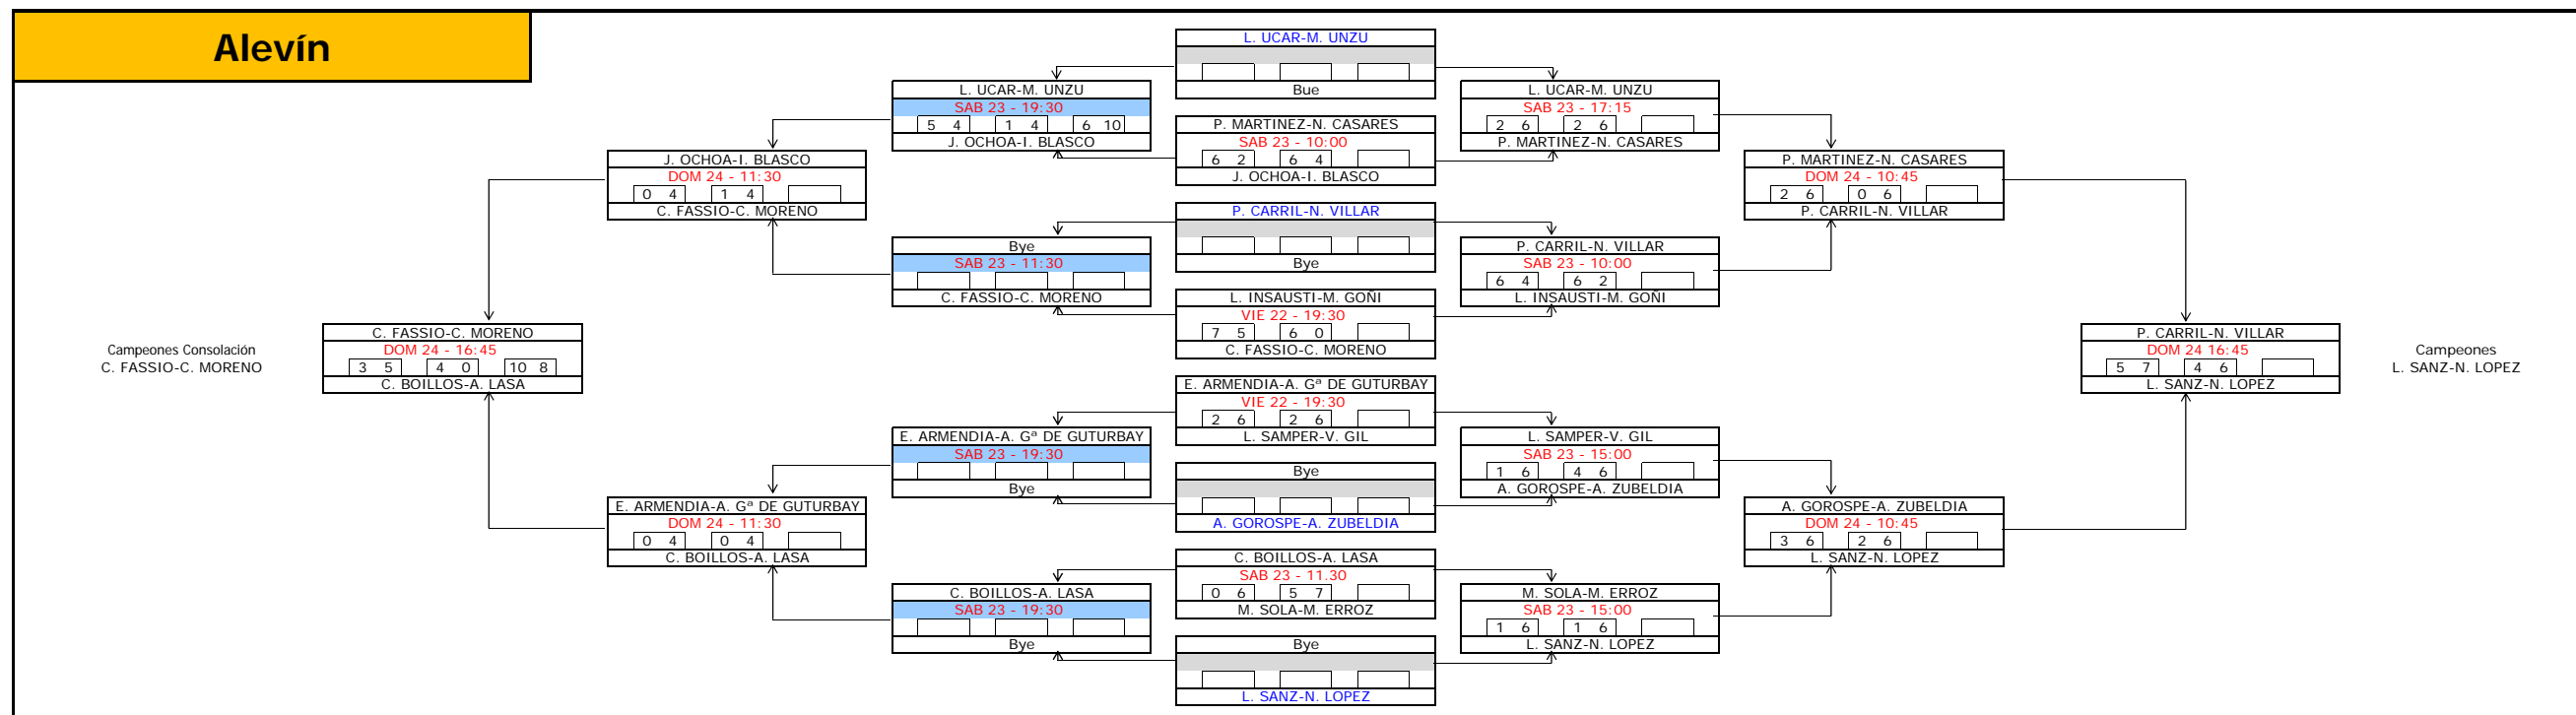 Alevín
L. UCAR-M. UNZU
Bue
P. MARTINEZ-N. CASARES
SAB 23 - 10:00
6 2 6 4
J. OCHOA-I. BLASCO
P. CARRIL-N. VILLAR
Bye
L. INSAUSTI-M. GOÑI
VIE 22 - 19:30
7 5 6 0
C. FASSIO-C. MORENO
E. ARMENDIA-A. Gª DE GUTURBAY
VIE 22 - 19:30
2 6 2 6
L. SAMPER-V. GIL
Bye
A. GOROSPE-A. ZUBELDIA
C. BOILLOS-A. LASA
SAB 23 - 11.30
0 6 5 7
M. SOLA-M. ERROZ
Bye
L. SANZ-N. LOPEZ
L. UCAR-M. UNZU
SAB 23 - 19:30
5 4 1 4 6 10
J. OCHOA-I. BLASCO
Bye
SAB 23 - 11:30
C. FASSIO-C. MORENO
E. ARMENDIA-A. Gª DE GUTURBAY
SAB 23 - 19:30
Bye
C. BOILLOS-A. LASA
SAB 23 - 19:30
Bye
J. OCHOA-I. BLASCO
DOM 24 - 11:30
0 4 1 4
C. FASSIO-C. MORENO
E. ARMENDIA-A. Gª DE GUTURBAY
DOM 24 - 11:30
0 4 0 4
C. BOILLOS-A. LASA
C. FASSIO-C. MORENO
DOM 24 - 16:45
3 5 4 0 10 8
C. BOILLOS-A. LASA
Campeones Consolación
C. FASSIO-C. MORENO
L. UCAR-M. UNZU
SAB 23 - 17:15
2 6 2 6
P. MARTINEZ-N. CASARES
P. CARRIL-N. VILLAR
SAB 23 - 10:00
6 4 6 2
L. INSAUSTI-M. GOÑI
L. SAMPER-V. GIL
SAB 23 - 15:00
1 6 4 6
A. GOROSPE-A. ZUBELDIA
M. SOLA-M. ERROZ
SAB 23 - 15:00
1 6 1 6
L. SANZ-N. LOPEZ
P. MARTINEZ-N. CASARES
DOM 24 - 10:45
2 6 0 6
P. CARRIL-N. VILLAR
A. GOROSPE-A. ZUBELDIA
DOM 24 - 10:45
3 6 2 6
L. SANZ-N. LOPEZ
P. CARRIL-N. VILLAR
DOM 24 16:45
5 7 4 6
L. SANZ-N. LOPEZ
Campeones
L. SANZ-N. LOPEZ